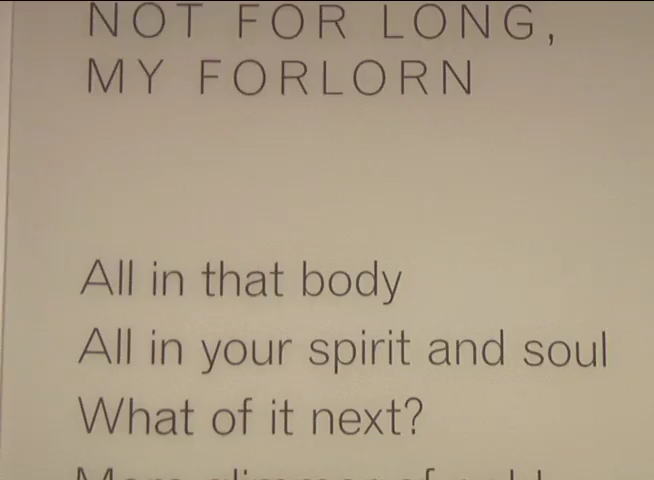 NOT FOR LONG,
MY FORLORN
All in that body
All in your spirit and soul
What of it next?